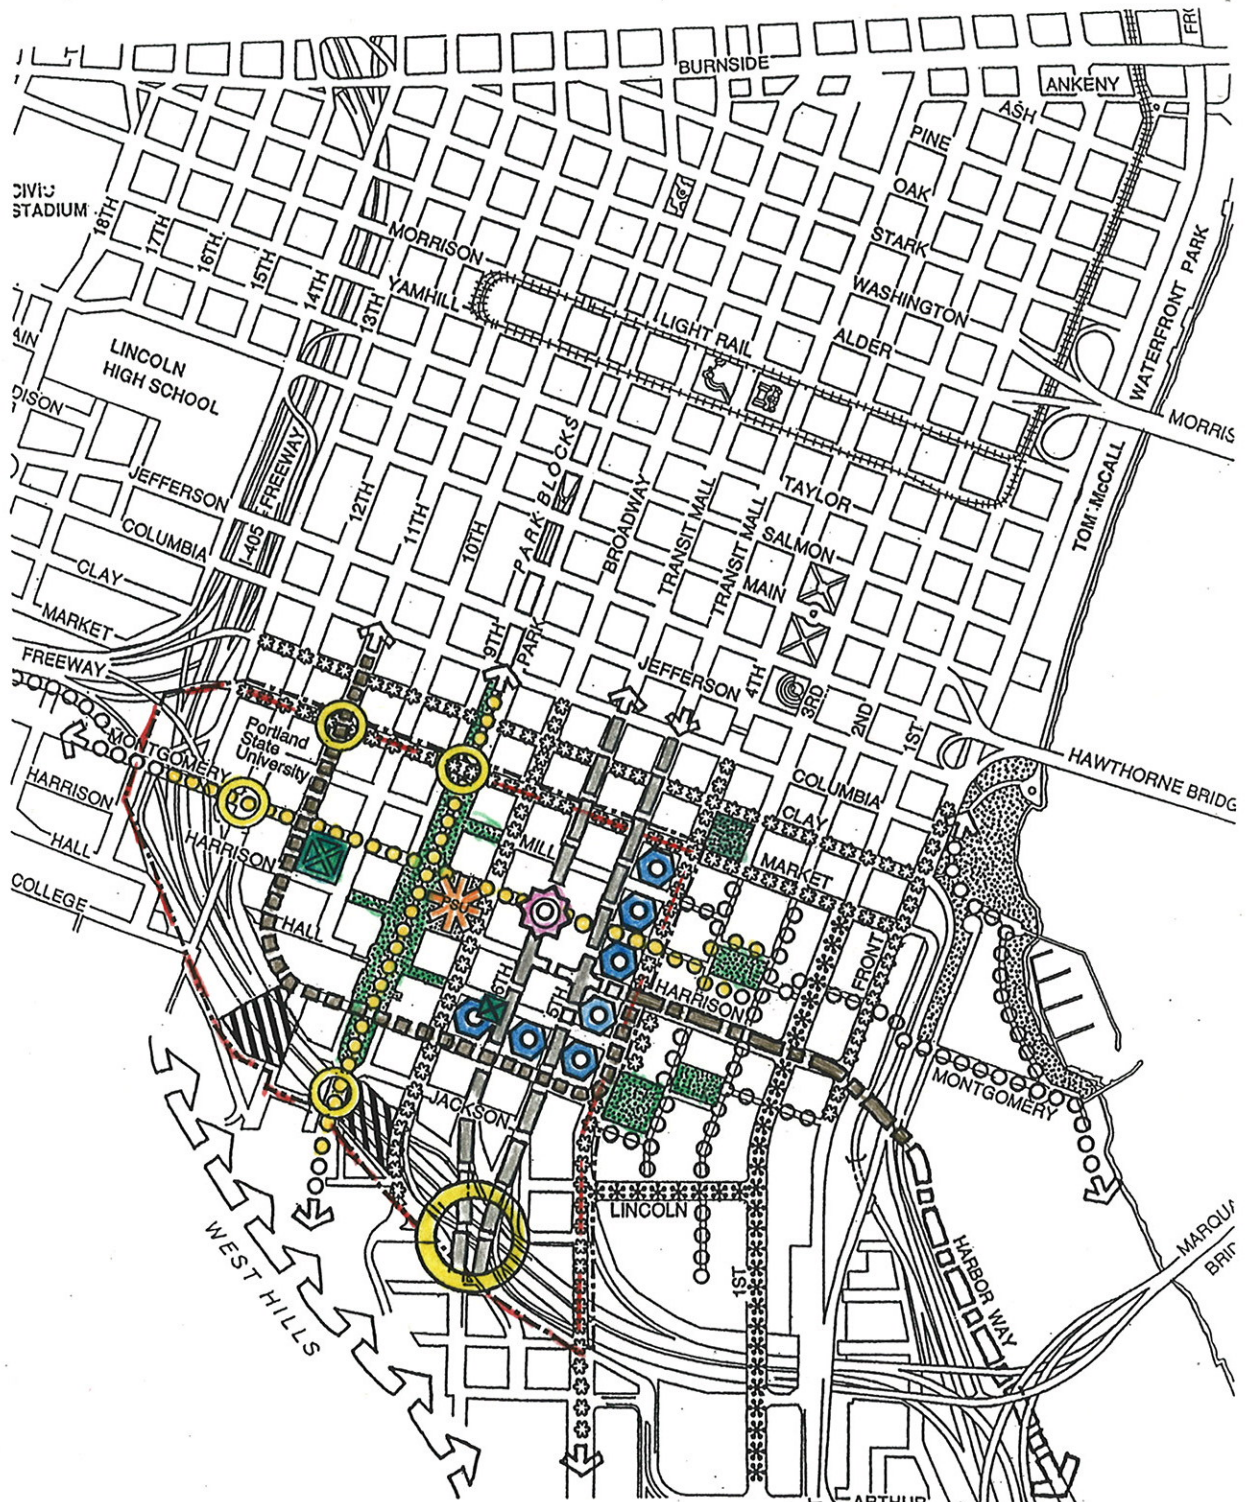 FRO
BURNSIDE
ANKENY
ASH
PINE
OAK
STARK
WASHINGTON
ALDER
CIVIC
STADIUM
18TH
17TH
16TH
15TH
14TH
13TH
MORRISON
YAMHILL
LIGHT RAIL
TOM McCALL WATERFRONT PARK
MORRIS
AIN
LINCOLN
HIGH SCHOOL
DISON
JEFFERSON
COLUMBIA
CLAY
MARKET
FREEWAY
I-405 FREEWAY
12TH
11TH
10TH
PARK BLOCKS
9TH
PARK
BROADWAY
TRANSIT MALL
TRANSIT MALL
TAYLOR
SALMON
MAIN
JEFFERSON
4TH
3RD
2ND
1ST
HAWTHORNE BRIDG
COLUMBIA
CLAY
MARKET
MILL
Portland
State
University
MONTGOMERY
HARRISON
HALL
COLLEGE
HARRISON
HALL
PSU
6TH
5TH
HARRISON
FRONT
MONTGOMERY
JACKSON
LINCOLN
1ST
HARBOR WAY
MARQUA
BRID
WEST HILLS
ARTHUR